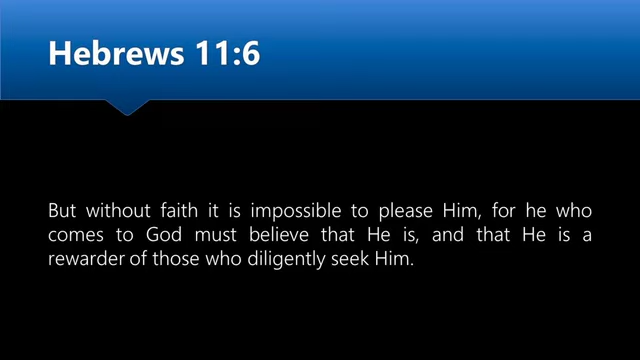 Hebrews 11:6
But without faith it is impossible to please Him, for he who
comes to God must believe that He is, and that He is a
rewarder of those who diligently seek Him.